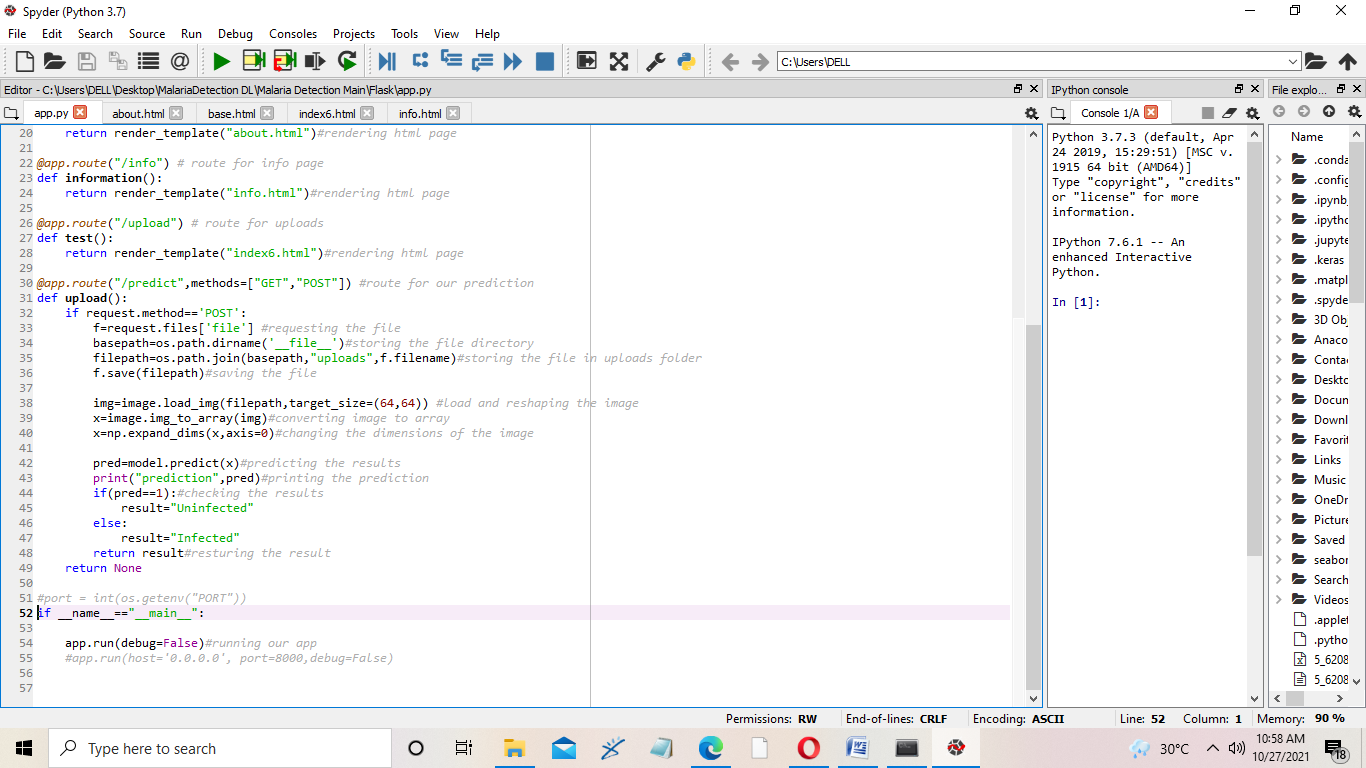 Spyder (Python 3.7)
File Edit Search Source Run Debug Consoles Projects Tools View Help
C:\Users\DELL
Editor - C:\Users\DELL\Desktop\MalariaDetection DL\Malaria Detection Main\Flask\app.py
app.py about.html base.html index6.html info.html
20 return render_template("about.html")#rendering html page
21
22 @app.route("/info") # route for info page
23 def information():
24 return render_template("info.html")#rendering html page
25
26 @app.route("/upload") # route for uploads
27 def test():
28 return render_template("index6.html")#rendering html page
29
30 @app.route("/predict",methods=["GET","POST"]) #route for our prediction
31 def upload():
32 if request.method=='POST':
33 f=request.files['file'] #requesting the file
34 basepath=os.path.dirname('__file__')#storing the file directory
35 filepath=os.path.join(basepath,"uploads",f.filename)#storing the file in uploads folder
36 f.save(filepath)#saving the file
37
38 img=image.load_img(filepath,target_size=(64,64)) #load and reshaping the image
39 x=image.img_to_array(img)#converting image to array
40 x=np.expand_dims(x,axis=0)#changing the dimensions of the image
41
42 pred=model.predict(x)#predicting the results
43 print("prediction",pred)#printing the prediction
44 if(pred==1):#checking the results
45 result="Uninfected"
46 else:
47 result="Infected"
48 return result#resturing the result
49 return None
50
51 #port = int(os.getenv("PORT"))
52 if __name__=="__main__":
53
54 app.run(debug=False)#running our app
55 #app.run(host='0.0.0.0', port=8000,debug=False)
56
57
IPython console
Console 1/A
Python 3.7.3 (default, Apr
24 2019, 15:29:51) [MSC v.
1915 64 bit (AMD64)]
Type "copyright", "credits"
or "license" for more
information.
IPython 7.6.1 -- An
enhanced Interactive
Python.
In [1]:
File explo...
Name
.conda
.config
.ipynb
.ipytho
.jupyte
.keras
.matpl
.spyde
3D Obj
Anaco
Contac
Deskto
Docun
Downl
Favorit
Links
Music
OneDr
Picture
Saved
seabor
Search
Videos
.applet
.pytho
5_6208
5_6208
Permissions: RW End-of-lines: CRLF Encoding: ASCII Line: 52 Column: 1 Memory: 90 %
Type here to search
30°C
10:58 AM
10/27/2021
18